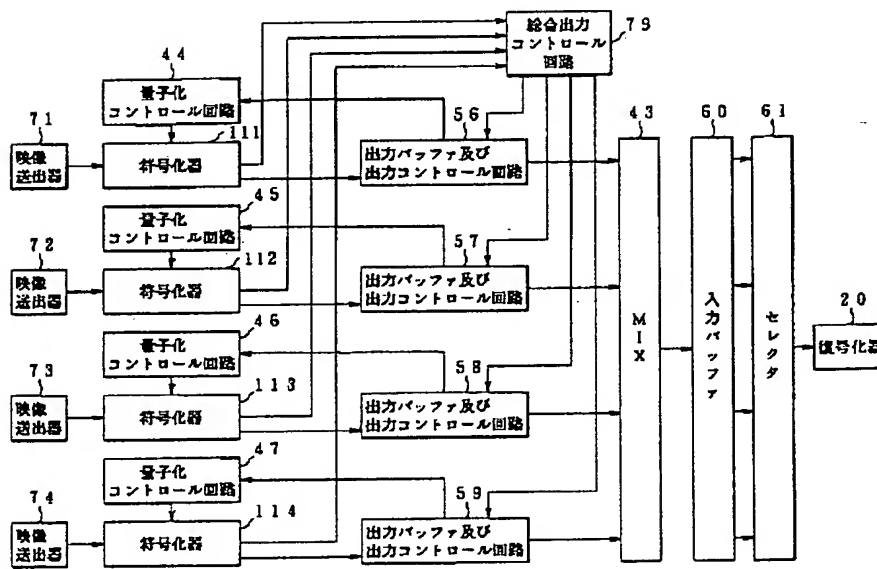 総合出力
コントロール
回路
79
44
量子化
コントロール回路
71
映像
送出器
111
符号化器
56
出力バッファ及び
出力コントロール回路
43
MIX
60
入力バッファ
61
セレクタ
45
量子化
コントロール回路
72
映像
送出器
112
符号化器
57
出力バッファ及び
出力コントロール回路
20
復号化器
46
量子化
コントロール回路
73
映像
送出器
113
符号化器
58
出力バッファ及び
出力コントロール回路
47
量子化
コントロール回路
74
映像
送出器
114
符号化器
59
出力バッファ及び
出力コントロール回路